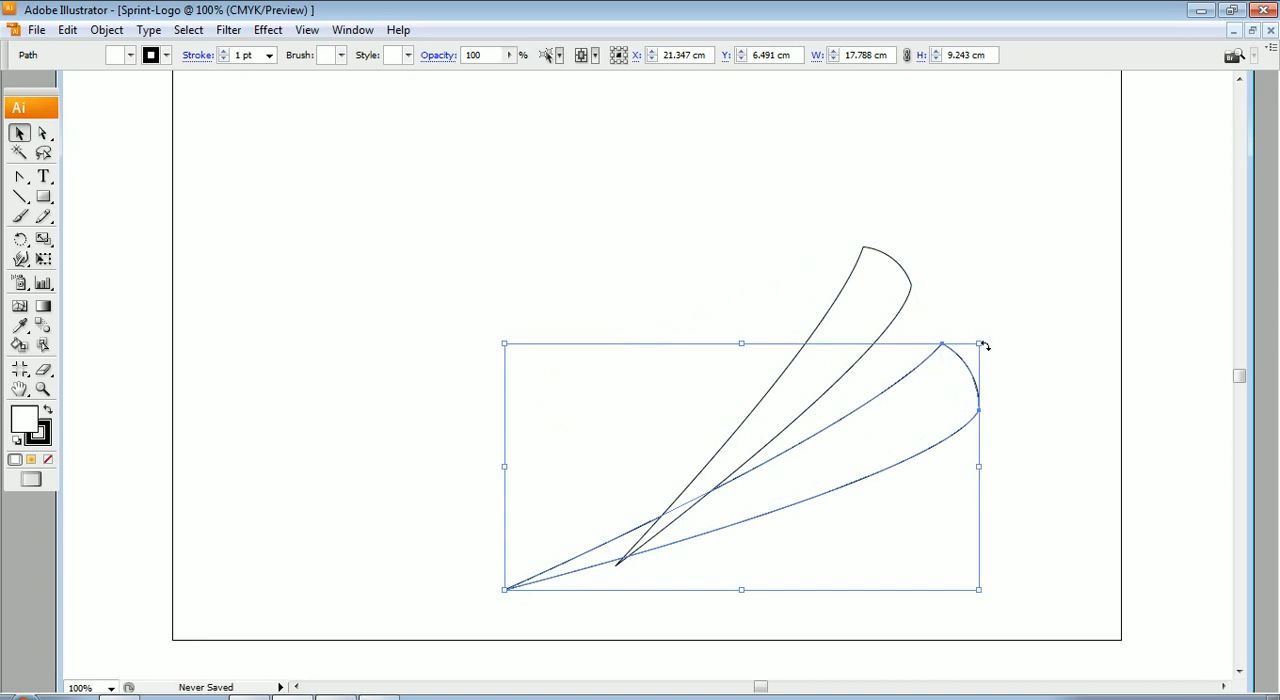 Adobe Illustrator - [Sprint-Logo @ 100% (CMYK/Preview) ]
File Edit Object Type Select Filter Effect View Window Help
Path Stroke: 1 pt Brush: Style: Opacity: 100 % X: 21.347 cm Y: 6.491 cm W: 17.788 cm H: 9.243 cm
Ai
T
100% Never Saved